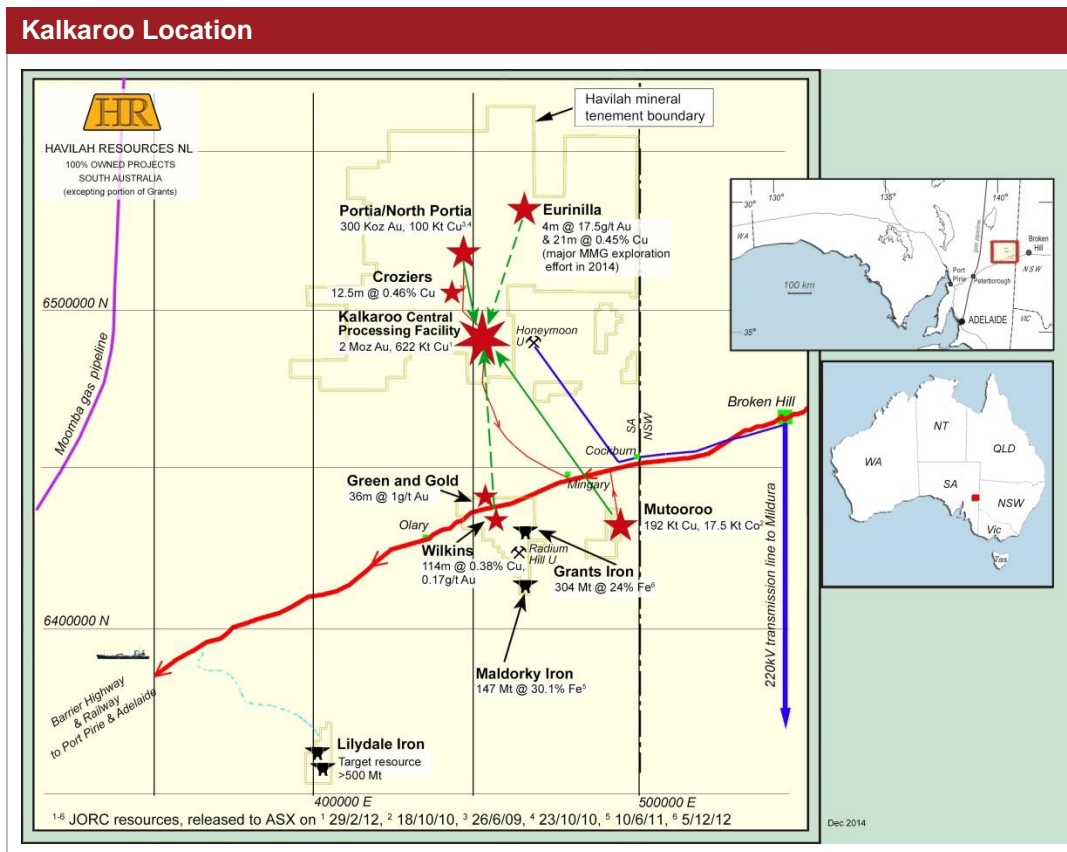 Kalkaroo Location
HR
HAVILAH RESOURCES NL
100% OWNED PROJECTS
SOUTH AUSTRALIA
(excepting portion of Grants)
Moomba gas pipeline
Havilah mineral
tenement boundary
Portia/North Portia
300 Koz Au, 100 Kt Cu3,4
Eurinilla
4m @ 17.5g/t Au
& 21m @ 0.45% Cu
(major MMG exploration
effort in 2014)
Croziers
12.5m @ 0.46% Cu
6500000 N
Kalkaroo Central
Processing Facility
2 Moz Au, 622 Kt Cu1
Honeymoon
U
Broken Hill
SA
NSW
Cockburn
Mingary
Green and Gold
36m @ 1g/t Au
Olary
Wilkins
114m @ 0.38% Cu,
0.17g/t Au
Radium
Hill U
Mutooroo
192 Kt Cu, 17.5 Kt Co2
Grants Iron
304 Mt @ 24% Fe6
6400000 N
Maldorky Iron
147 Mt @ 30.1% Fe5
220kV transmission line to Mildura
Barrier Highway
& Railway
to Port Pirie & Adelaide
Lilydale Iron
Target resource
>500 Mt
400000 E
500000 E
1-6 JORC resources, released to ASX on 1 29/2/12, 2 18/10/10, 3 26/6/09, 4 23/10/10, 5 10/6/11, 6 5/12/12
Dec 2014
30°
130°
135°
140°
30°
WA
SA
gas pipeline
Broken
Hill
NSW
Port
Pirie
Peterborough
100 km
ADELAIDE
VIC
35°
NT
QLD
WA
SA
NSW
Vic
Tas